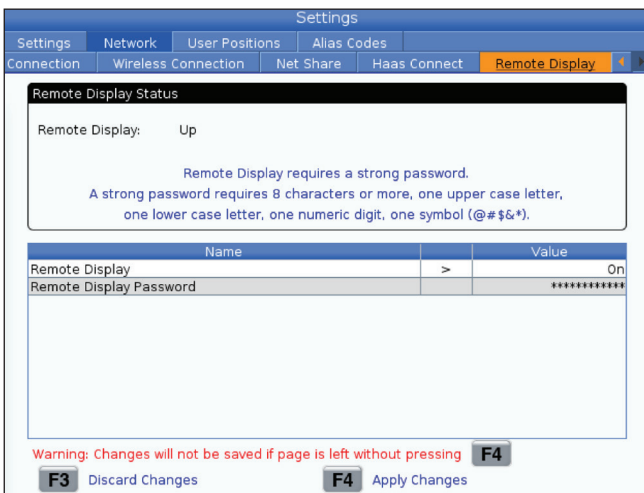 Settings
Settings Network User Positions Alias Codes
Connection Wireless Connection Net Share Haas Connect Remote Display
Remote Display Status
Remote Display: Up
Remote Display requires a strong password.
A strong password requires 8 characters or more, one upper case letter,
one lower case letter, one numeric digit, one symbol (@#$&*).
Name Value
Remote Display > On
Remote Display Password ************
Warning: Changes will not be saved if page is left without pressing F4
F3 Discard Changes F4 Apply Changes